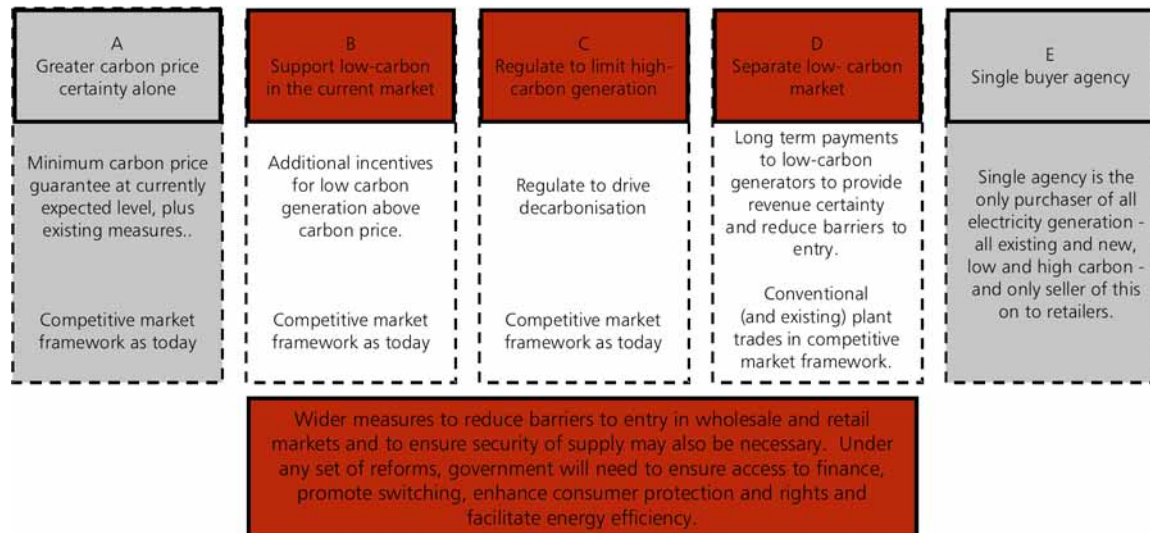 A
Greater carbon price
certainty alone
Minimum carbon price
guarantee at currently
expected level, plus
existing measures..
Competitive market
framework as today
B
Support low-carbon
in the current market
Additional incentives
for low carbon
generation above
carbon price.
Competitive market
framework as today
C
Regulate to limit high-
carbon generation
Regulate to drive
decarbonisation
Competitive market
framework as today
D
Separate low- carbon
market
Long term payments
to low-carbon
generators to provide
revenue certainty
and reduce barriers to
entry.
Conventional
(and existing) plant
trades in competitive
market framework.
E
Single buyer agency
Single agency is the
only purchaser of all
electricity generation -
all existing and new,
low and high carbon -
and only seller of this
on to retailers.
Wider measures to reduce barriers to entry in wholesale and retail
markets and to ensure security of supply may also be necessary. Under
any set of reforms, government will need to ensure access to finance,
promote switching, enhance consumer protection and rights and
facilitate energy efficiency.